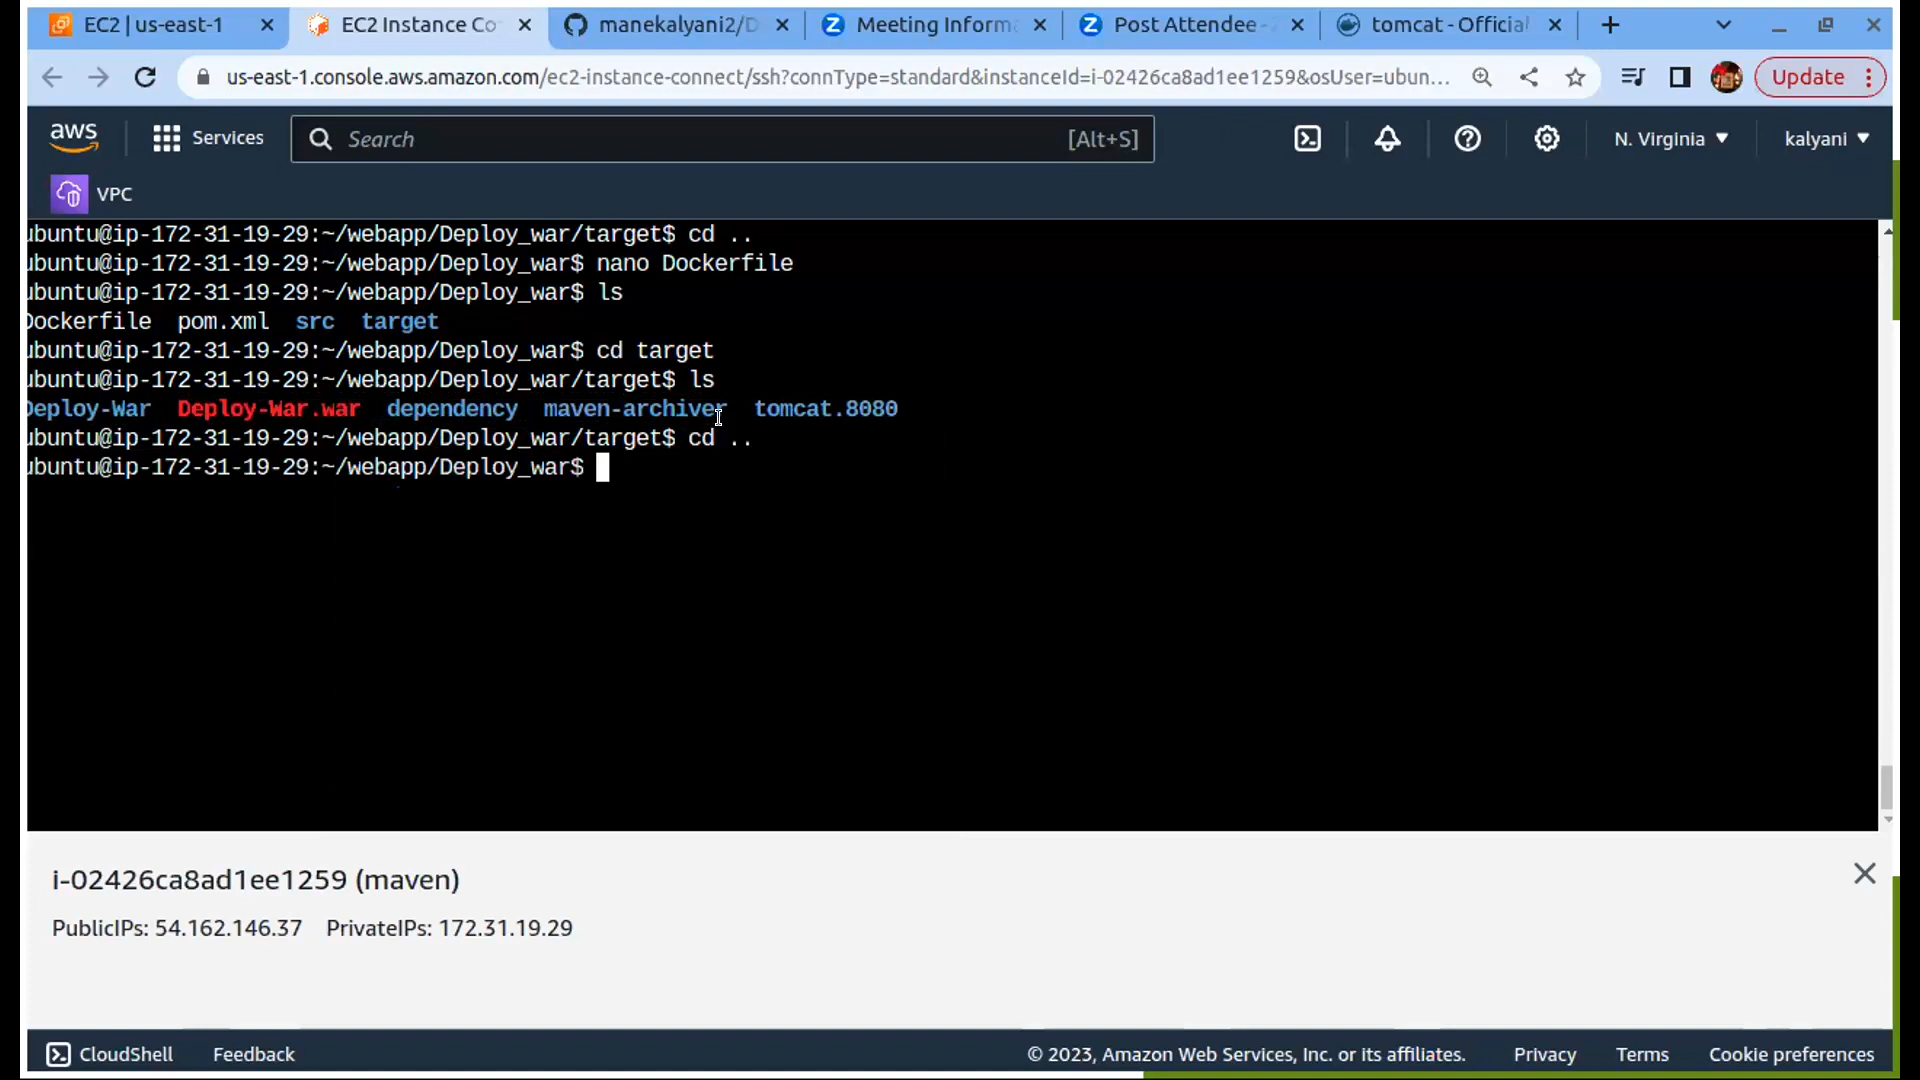 EC2 | us-east-1
EC2 Instance Co
manekalyani2/D
Meeting Inform
Post Attendee -
tomcat - Official
us-east-1.console.aws.amazon.com/ec2-instance-connect/ssh?connType=standard&instanceId=i-02426ca8ad1ee1259&osUser=ubun...
Update
aws
Services
Search
[Alt+S]
N. Virginia
kalyani
VPC
ubuntu@ip-172-31-19-29:~/webapp/Deploy_war/target$ cd ..
ubuntu@ip-172-31-19-29:~/webapp/Deploy_war$ nano Dockerfile
ubuntu@ip-172-31-19-29:~/webapp/Deploy_war$ ls
Dockerfile pom.xml src target
ubuntu@ip-172-31-19-29:~/webapp/Deploy_war$ cd target
ubuntu@ip-172-31-19-29:~/webapp/Deploy_war/target$ ls
Deploy-War Deploy-War.war dependency maven-archiver tomcat.8080
ubuntu@ip-172-31-19-29:~/webapp/Deploy_war/target$ cd ..
ubuntu@ip-172-31-19-29:~/webapp/Deploy_war$
i-02426ca8ad1ee1259 (maven)
PublicIPs: 54.162.146.37 PrivateIPs: 172.31.19.29
CloudShell
Feedback
© 2023, Amazon Web Services, Inc. or its affiliates.
Privacy
Terms
Cookie preferences